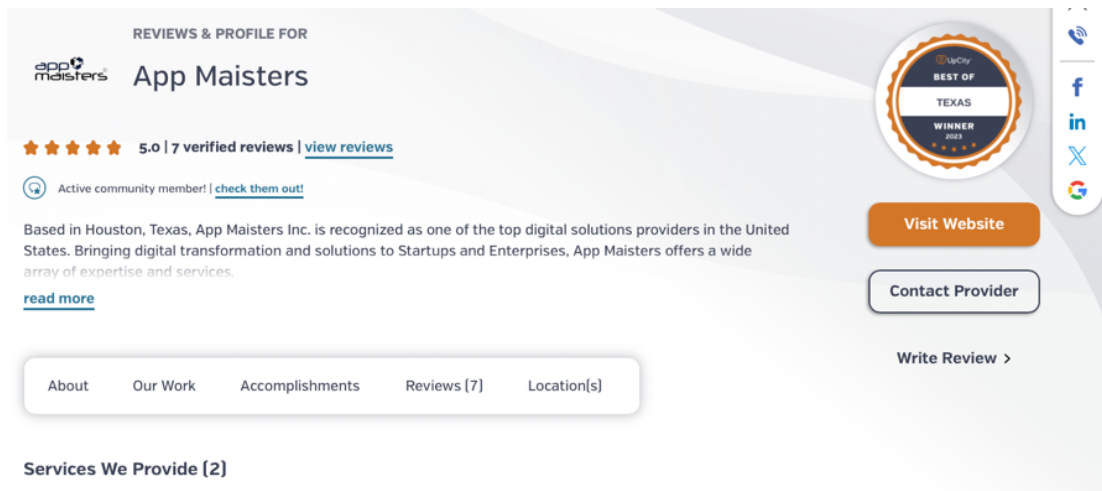 REVIEWS & PROFILE FOR
app maisters
App Maisters
5.0 | 7 verified reviews | view reviews
Active community member! | check them out!
Based in Houston, Texas, App Maisters Inc. is recognized as one of the top digital solutions providers in the United
States. Bringing digital transformation and solutions to Startups and Enterprises, App Maisters offers a wide
array of expertise and services.
read more
UpCity
BEST OF
TEXAS
WINNER
2023
f
in
X
G
Visit Website
Contact Provider
Write Review >
About Our Work Accomplishments Reviews (7) Location(s)
Services We Provide (2)